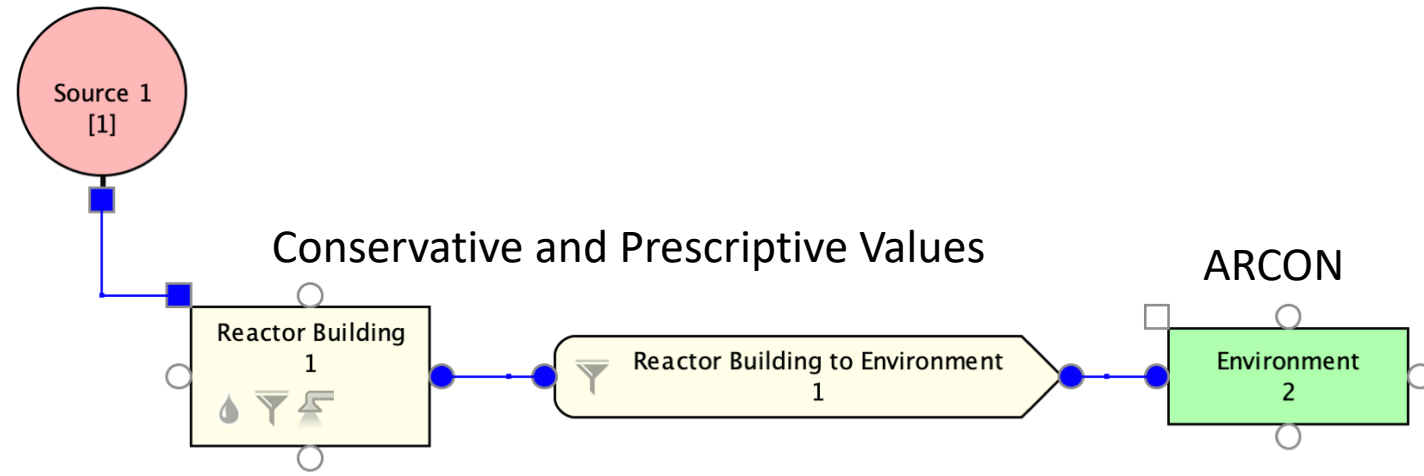 Source 1
[1]
Conservative and Prescriptive Values
ARCON
Reactor Building
1
Reactor Building to Environment
1
Environment
2